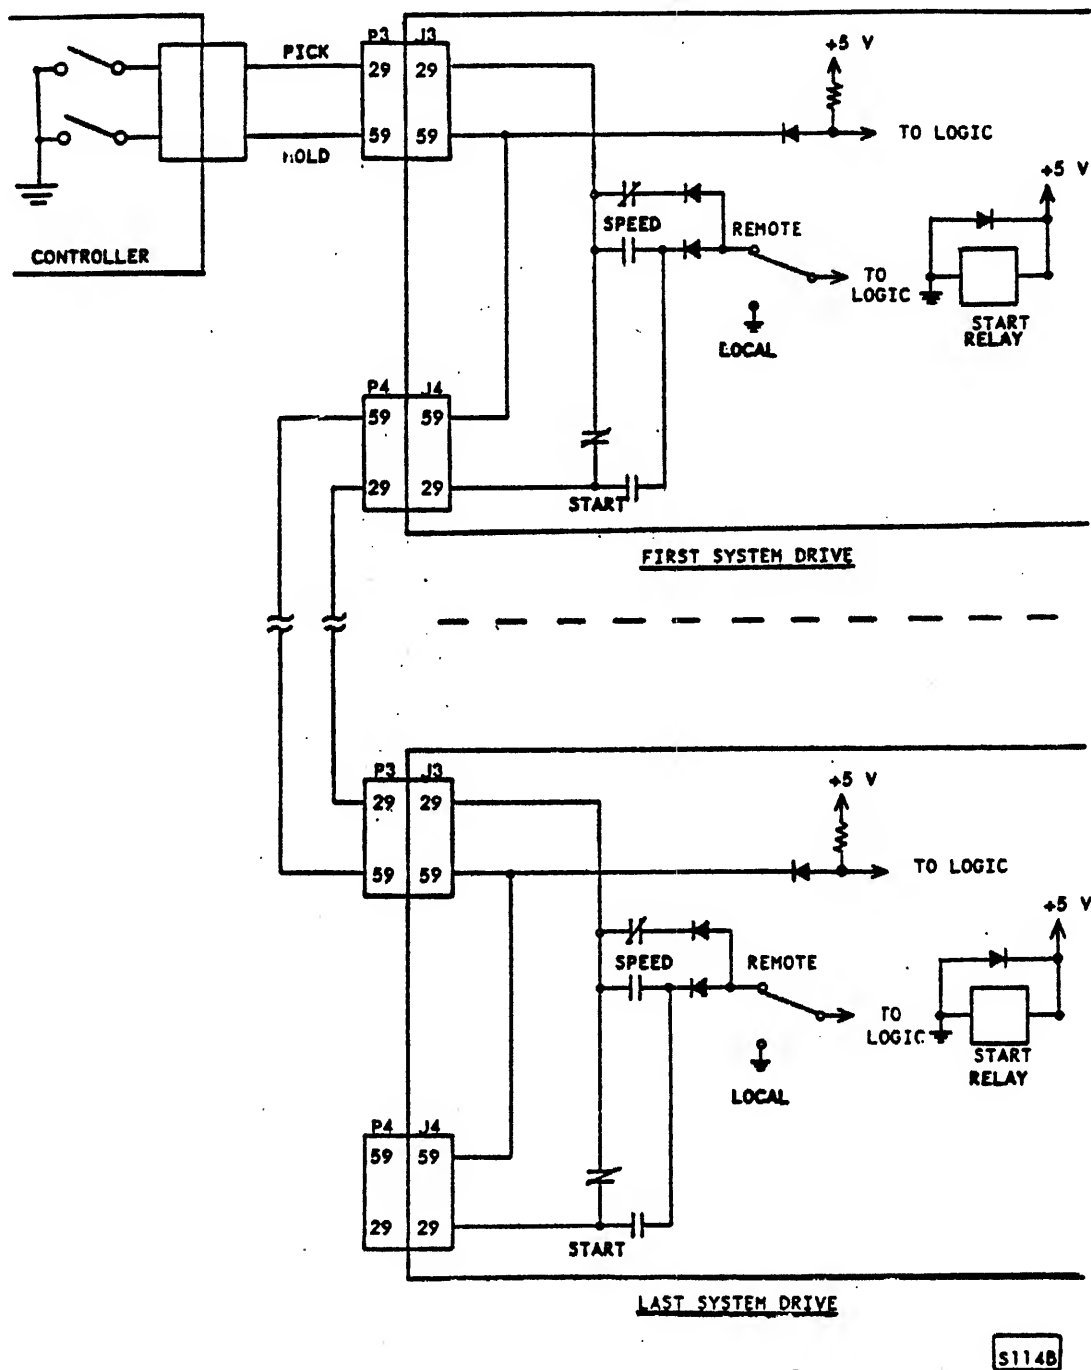 P3 J3
PICK
29 29
59 59
HOLD
CONTROLLER
+5 V
TO LOGIC
+5 V
SPEED
REMOTE
TO
LOGIC
LOCAL
START
RELAY
P4 J4
59 59
29 29
START
FIRST SYSTEM DRIVE
P3 J3
29 29
59 59
+5 V
TO LOGIC
+5 V
SPEED
REMOTE
TO
LOGIC
LOCAL
START
RELAY
P4 J4
59 59
29 29
START
LAST SYSTEM DRIVE
S114B